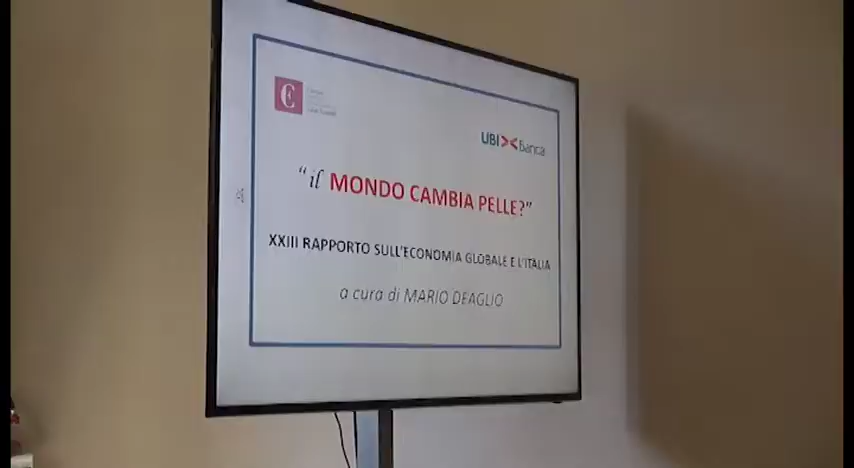 UBI Banca
"il MONDO CAMBIA PELLE?"
XXIII RAPPORTO SULL'ECONOMIA GLOBALE E L'ITALIA
a cura di MARIO DEAGLIO